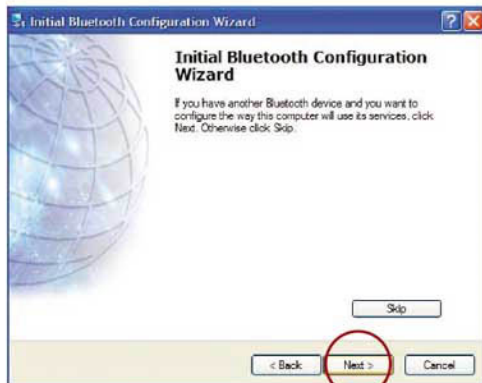 Initial Bluetooth Configuration Wizard
Initial Bluetooth Configuration
Wizard
If you have another Bluetooth device and you want to
configure the way this computer will use its services, click
Next. Otherwise click Skip.
Skip
< Back Next > Cancel